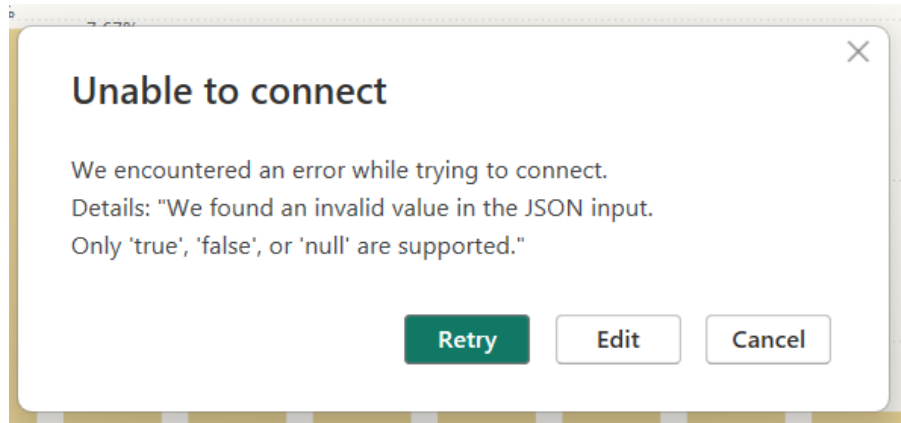 Unable to connect
We encountered an error while trying to connect.
Details: "We found an invalid value in the JSON input.
Only 'true', 'false', or 'null' are supported."
Retry Edit Cancel